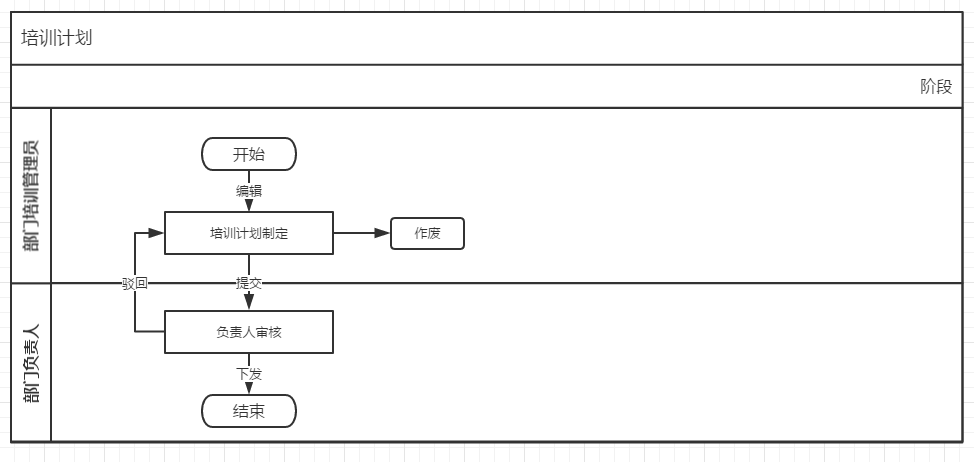 培训计划
阶段
部门培训管理员
开始
编辑
培训计划制定
作废
驳回
提交
部门负责人
负责人审核
下发
结束